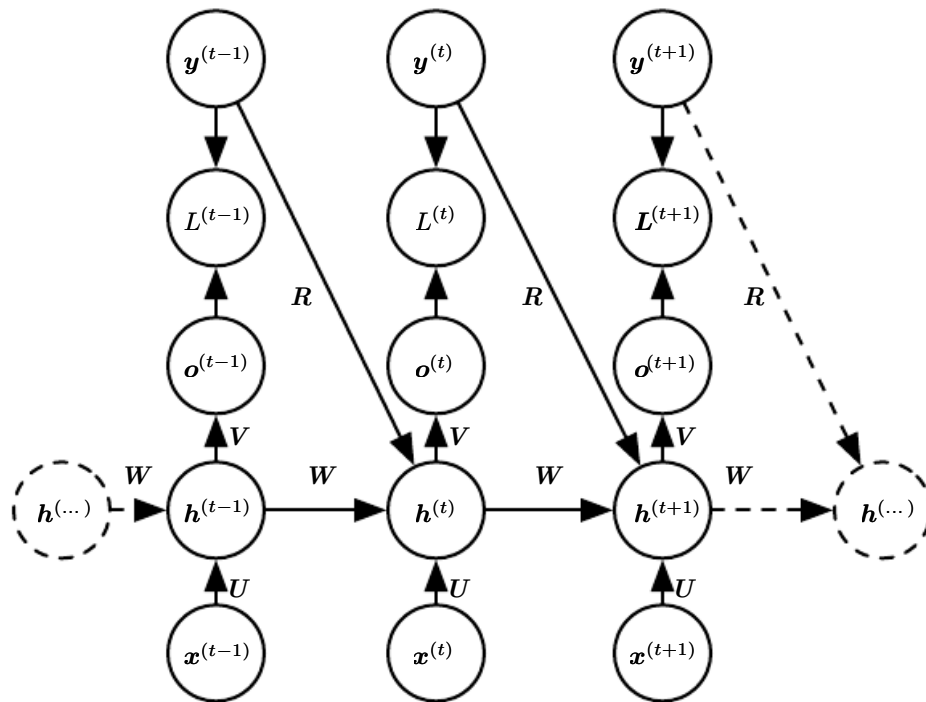 y^(t−1) y^(t) y^(t+1)
L^(t−1) L^(t) L^(t+1)
R R R
o^(t−1) o^(t) o^(t+1)
V V V
W W W W
h^(...) h^(t−1) h^(t) h^(t+1) h^(...)
U U U
x^(t−1) x^(t) x^(t+1)